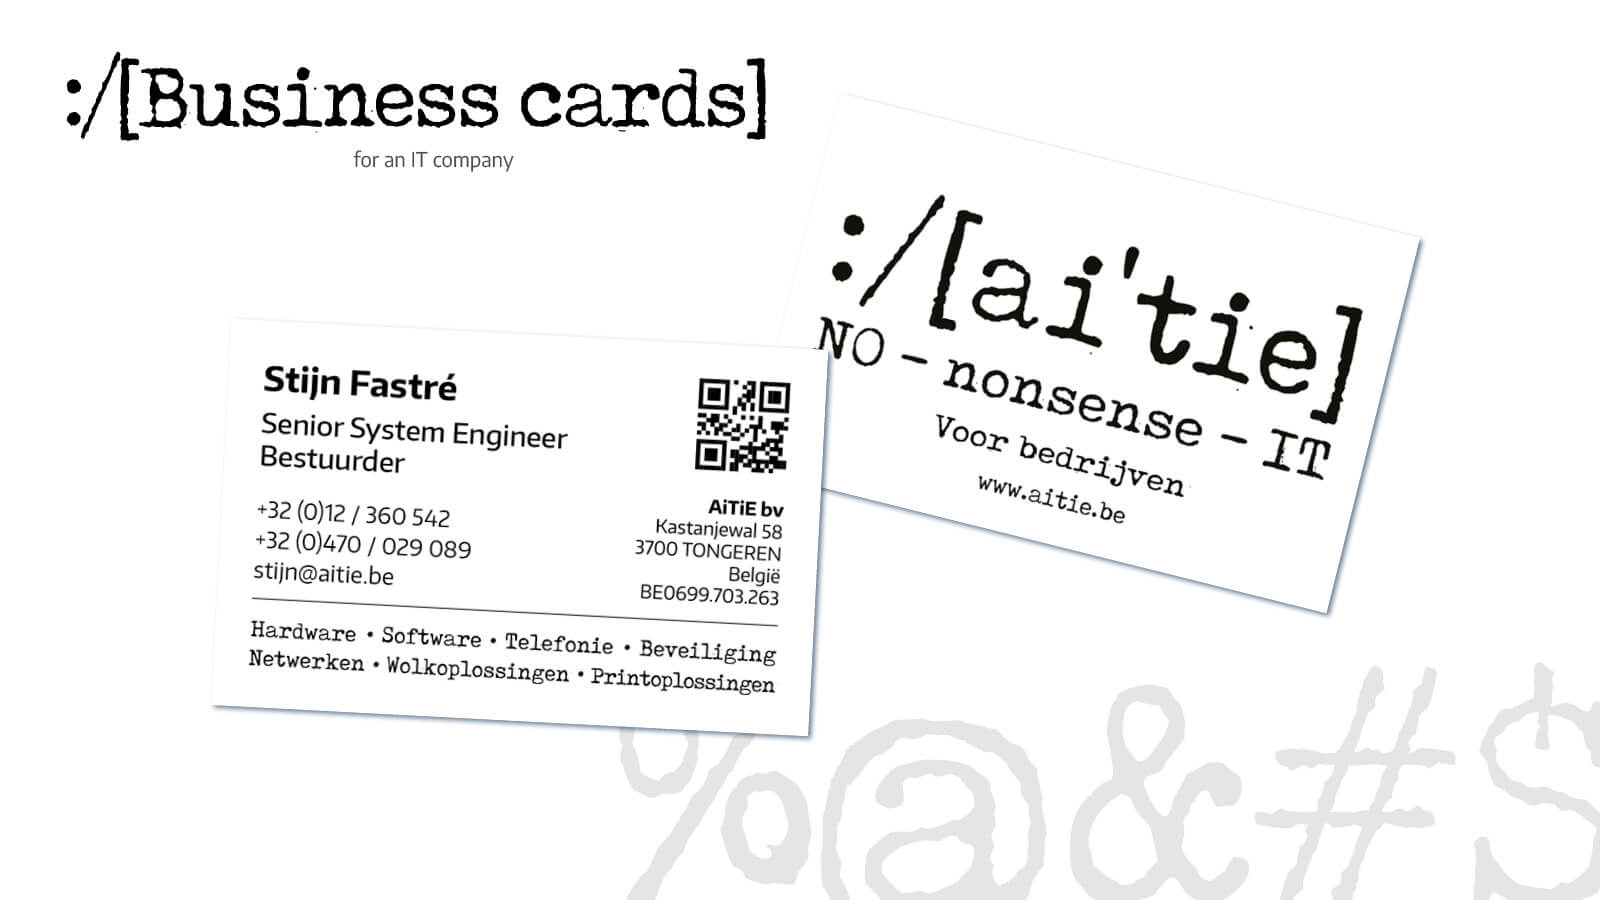 :/[Business cards]
for an IT company
:/[ai'tie]
NO - nonsense - IT
Voor bedrijven
www.aitie.be
Stijn Fastré
Senior System Engineer
Bestuurder
+32 (0)12 / 360 542
+32 (0)470 / 029 089
stijn@aitie.be
AiTiE bv
Kastanjewal 58
3700 TONGEREN
België
BE0699.703.263
Hardware • Software • Telefonie • Beveiliging
Netwerken • Wolkoplossingen • Printoplossingen
%@&#$